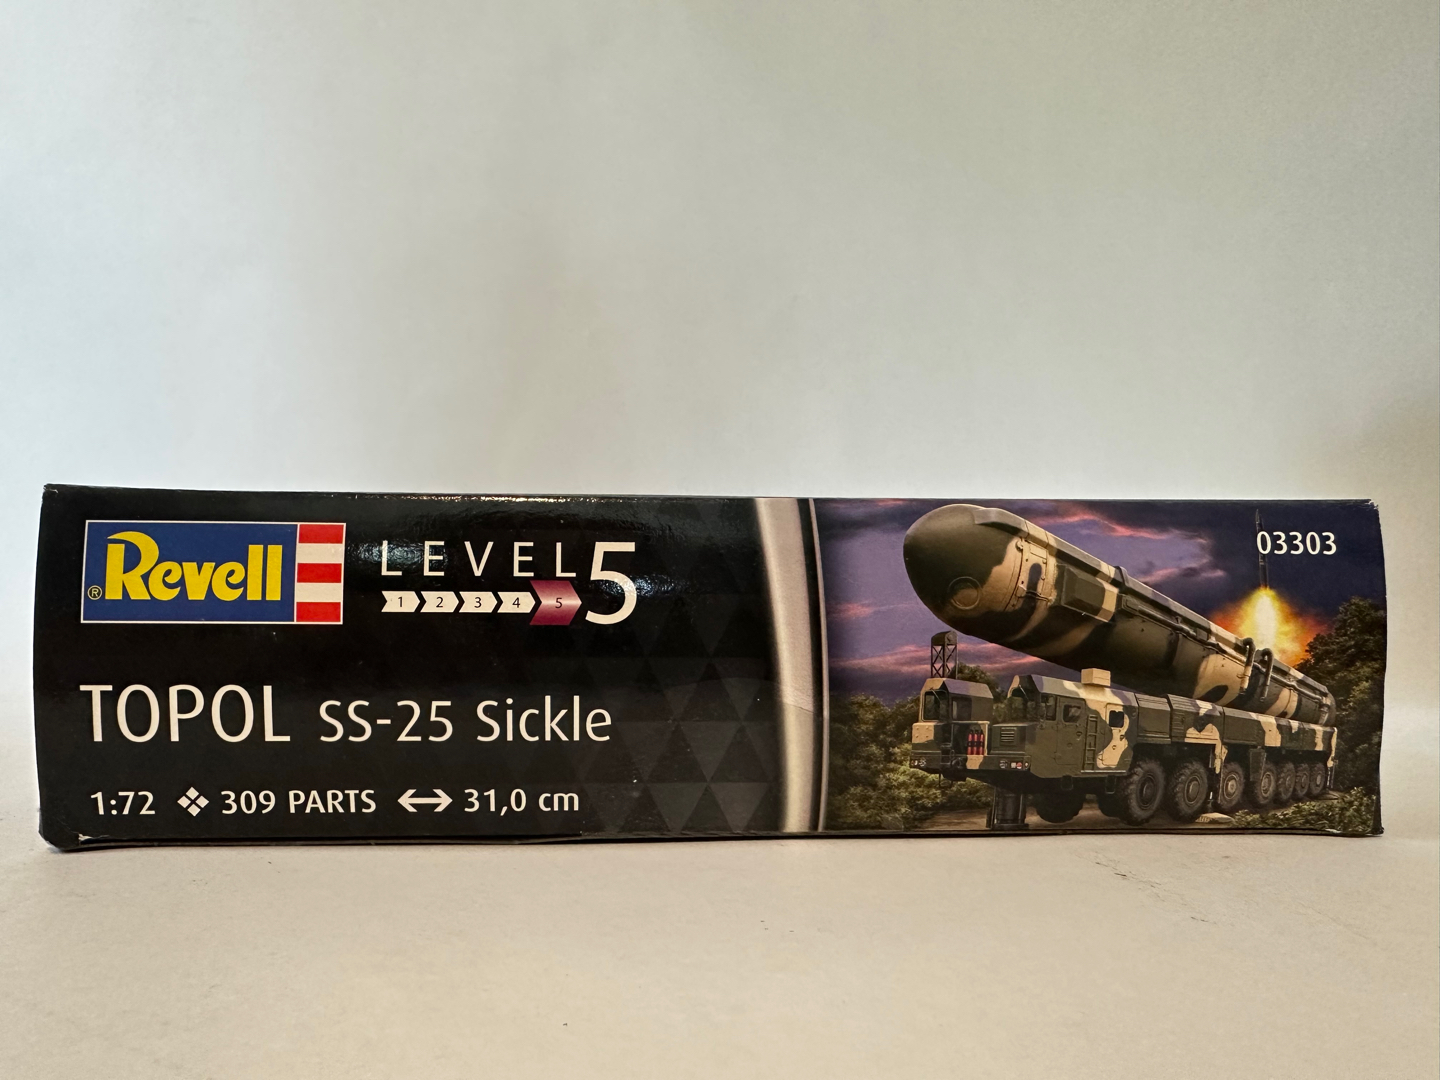 ® Revell
LEVEL 5
1 2 3 4 5
TOPOL SS-25 Sickle
1:72 309 PARTS 31,0 cm
03303